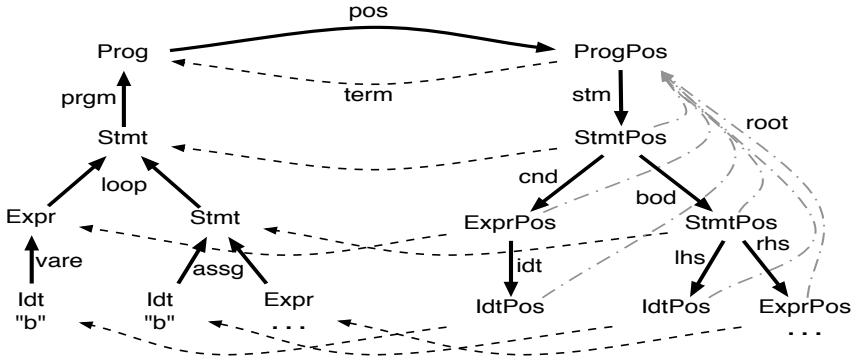 pos
Prog ProgPos
prgm term stm
Stmt StmtPos root
loop cnd bod
Expr Stmt ExprPos StmtPos
vare assg idt lhs rhs
Idt Idt Expr IdtPos IdtPos ExprPos
"b" "b" . . . . . .